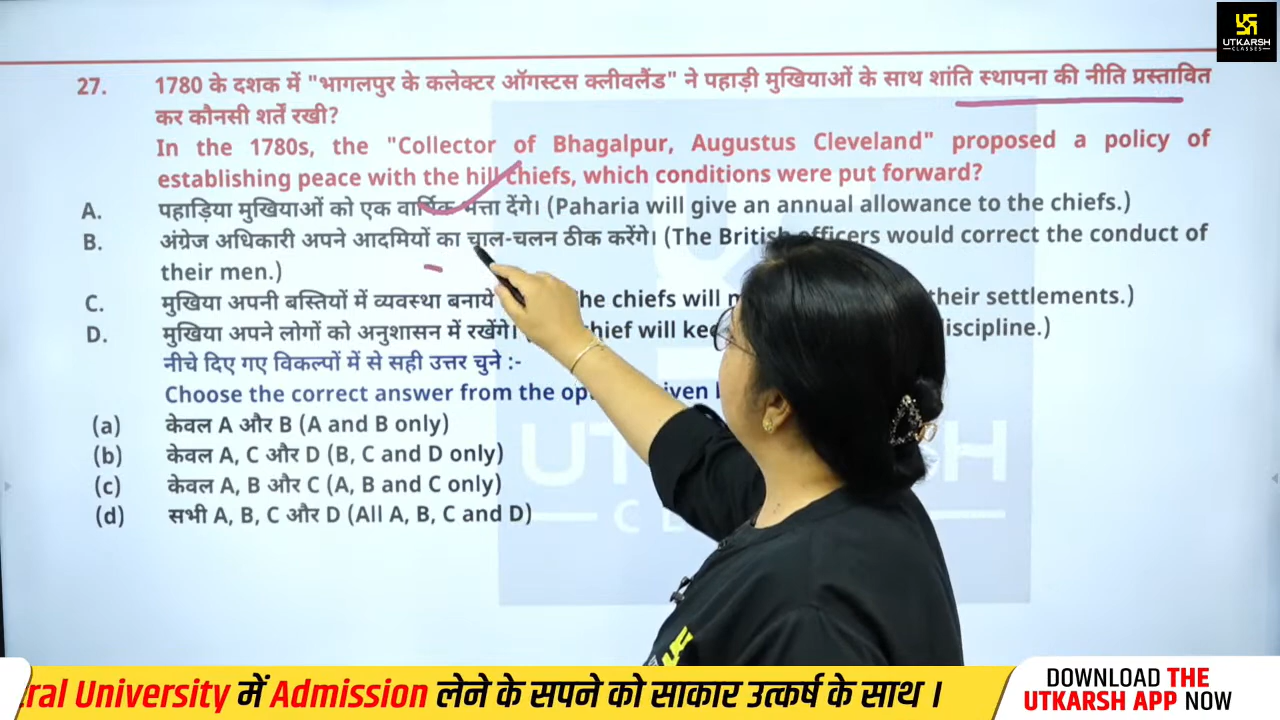 UTKARSH
CLASSES
27. 1780 के दशक में "भागलपुर के कलेक्टर ऑगस्टस क्लीवलैंड" ने पहाड़ी मुखियाओं के साथ शांति स्थापना की नीति प्रस्तावित
कर कौनसी शर्तें रखी?
In the 1780s, the "Collector of Bhagalpur, Augustus Cleveland" proposed a policy of
establishing peace with the hill chiefs, which conditions were put forward?
A. पहाड़िया मुखियाओं को एक वार्षिक भत्ता देंगे। (Paharia will give an annual allowance to the chiefs.)
B. अंग्रेज अधिकारी अपने आदमियों का चाल-चलन ठीक करेंगे। (The British officers would correct the conduct of
their men.)
C. मुखिया अपनी बस्तियों में व्यवस्था बनाये he chiefs will their settlements.)
D. मुखिया अपने लोगों को अनुशासन में रखेंगे। chief will discipline.)
नीचे दिए गए विकल्पों में से सही उत्तर चुने :-
Choose the correct answer from the
(a) केवल A और B (A and B only)
(b) केवल A, C और D (B, C and D only)
(c) केवल A, B और C (A, B and C only)
(d) सभी A, B, C और D (All A, B, C and D)
ral University में Admission लेने के सपने को साकार उत्कर्ष के साथ ।
DOWNLOAD THE
UTKARSH APP NOW